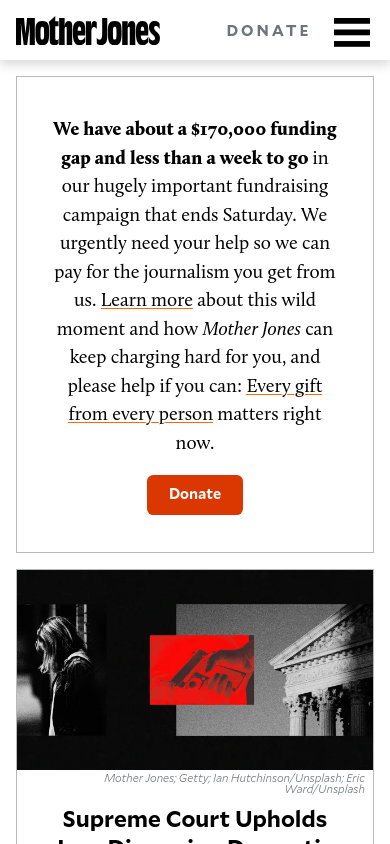 Mother Jones
DONATE
We have about a $170,000 funding
gap and less than a week to go in
our hugely important fundraising
campaign that ends Saturday. We
urgently need your help so we can
pay for the journalism you get from
us. Learn more about this wild
moment and how Mother Jones can
keep charging hard for you, and
please help if you can: Every gift
from every person matters right
now.
Donate
Mother Jones; Getty; Ian Hutchinson/Unsplash; Eric
Ward/Unsplash
Supreme Court Upholds